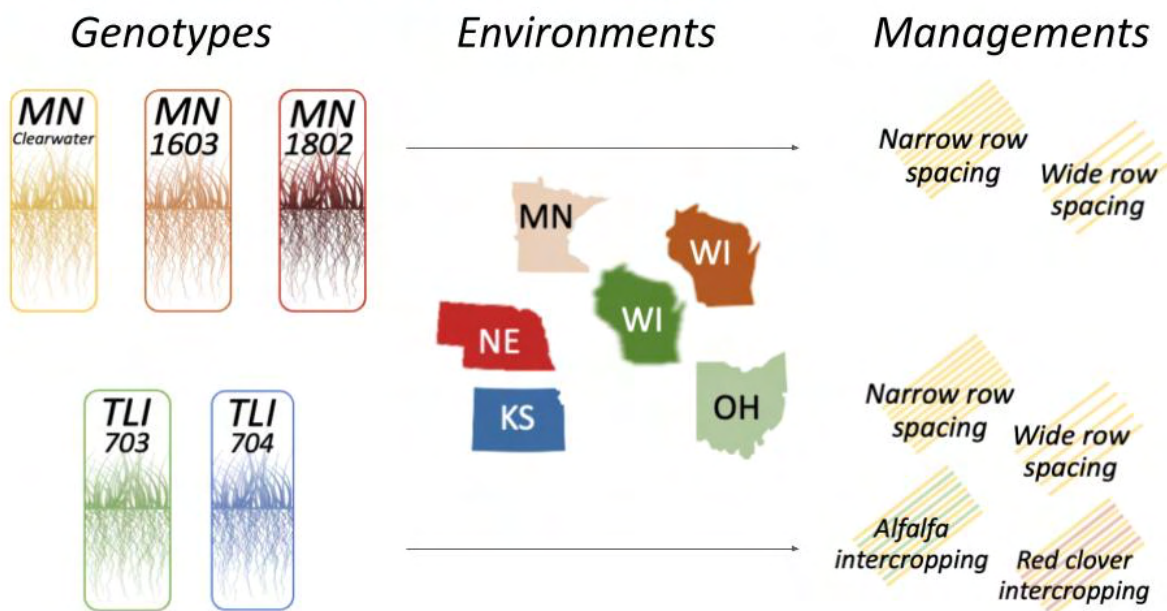 Genotypes
Environments
Managements
MN
Clearwater
MN
1603
MN
1802
Narrow row
spacing
Wide row
spacing
MN
WI
WI
NE
KS
OH
TLI
703
TLI
704
Narrow row
spacing
Wide row
spacing
Alfalfa
intercropping
Red clover
intercropping